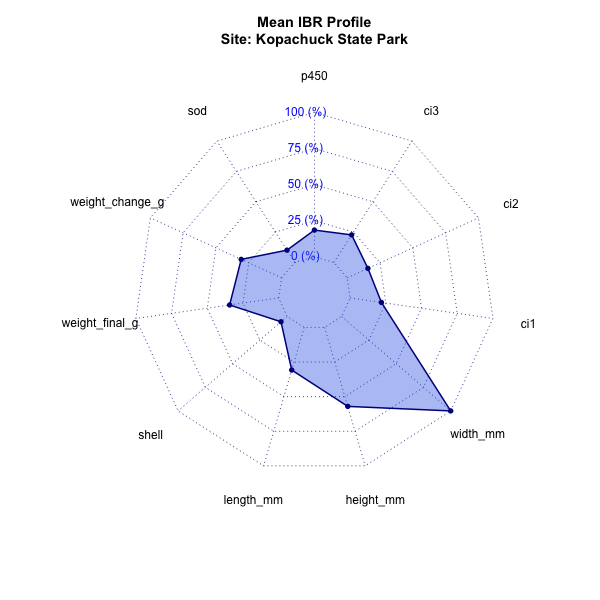 Mean IBR Profile
Site: Kopachuck State Park
p450
sod
ci3
100 (%)
75 (%)
50 (%)
25 (%)
0 (%)
weight_change_g
ci2
weight_final_g
ci1
shell
width_mm
length_mm
height_mm